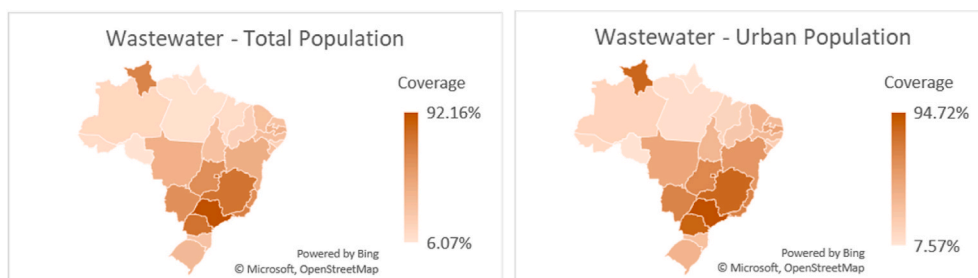 Wastewater - Total Population
Coverage
92.16%
6.07%
Powered by Bing
© Microsoft, OpenStreetMap
Wastewater - Urban Population
Coverage
94.72%
7.57%
Powered by Bing
© Microsoft, OpenStreetMap